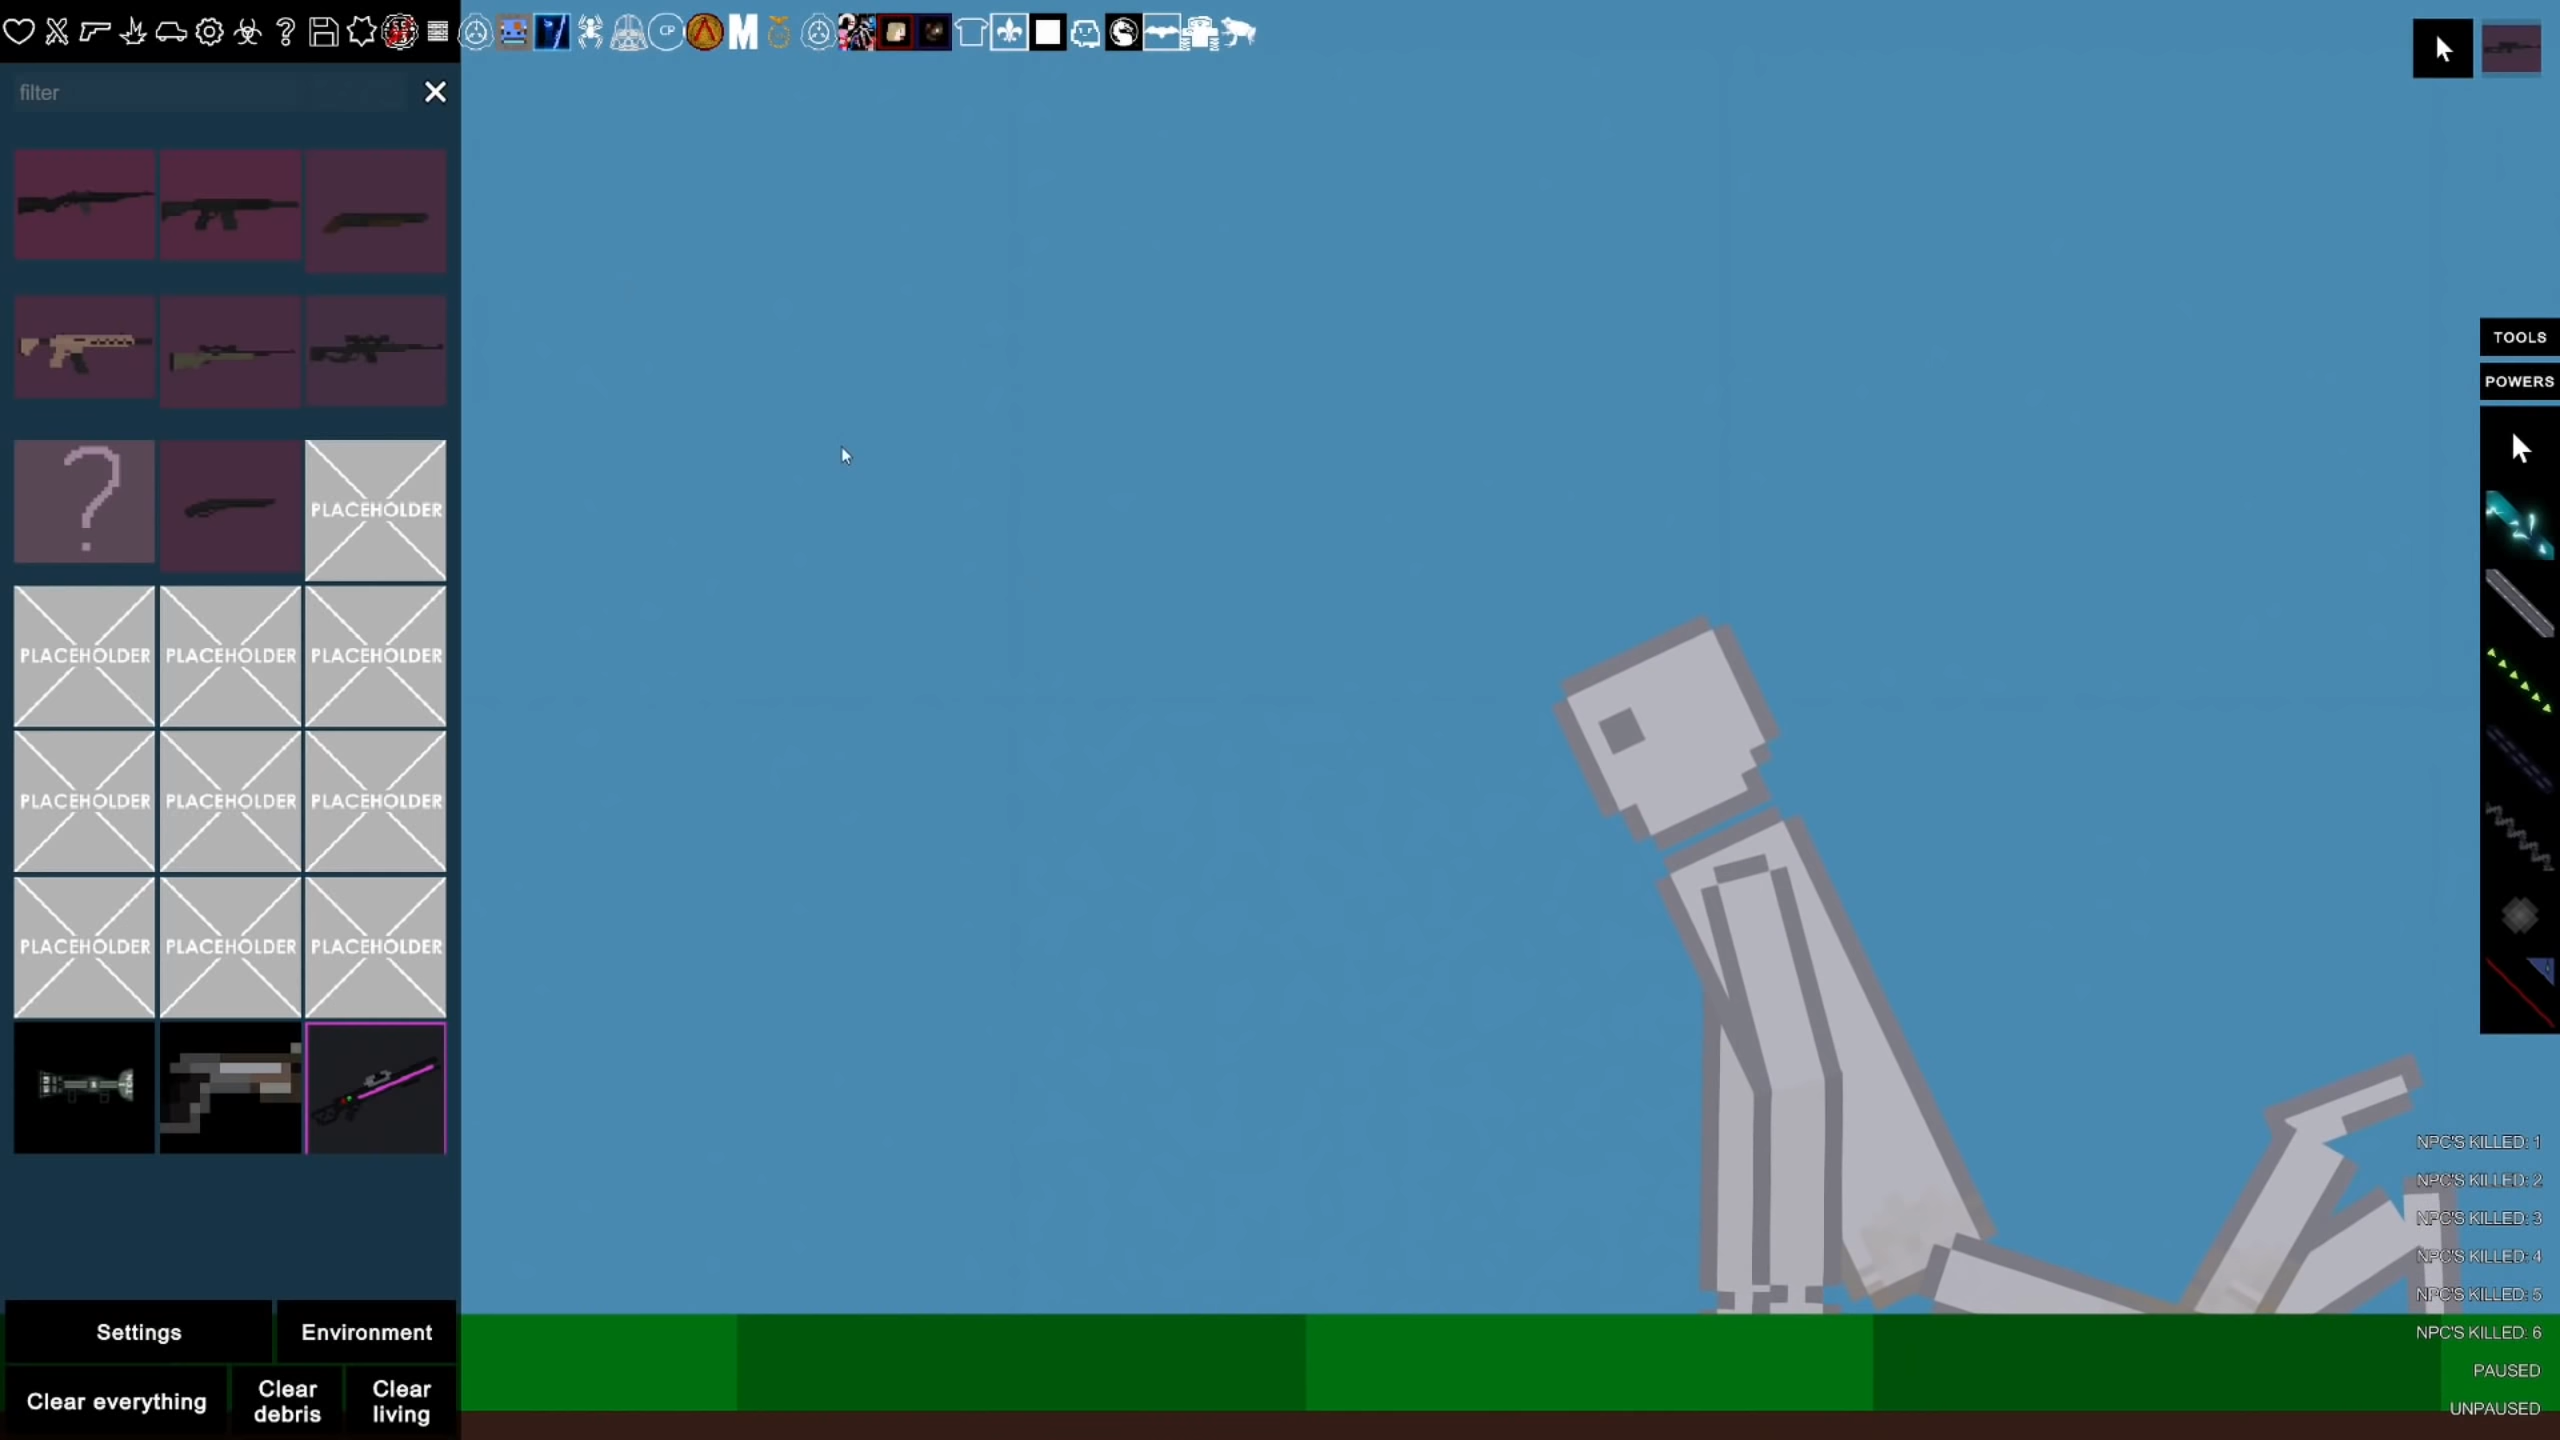 CP
M
filter
TOOLS
POWERS
PLACEHOLDER
PLACEHOLDER PLACEHOLDER PLACEHOLDER
PLACEHOLDER PLACEHOLDER PLACEHOLDER
PLACEHOLDER PLACEHOLDER PLACEHOLDER
NPC'S KILLED: 1
NPC'S KILLED: 2
NPC'S KILLED: 3
NPC'S KILLED: 4
NPC'S KILLED: 5
NPC'S KILLED: 6
PAUSED
UNPAUSED
Settings
Environment
Clear everything
Clear debris
Clear living